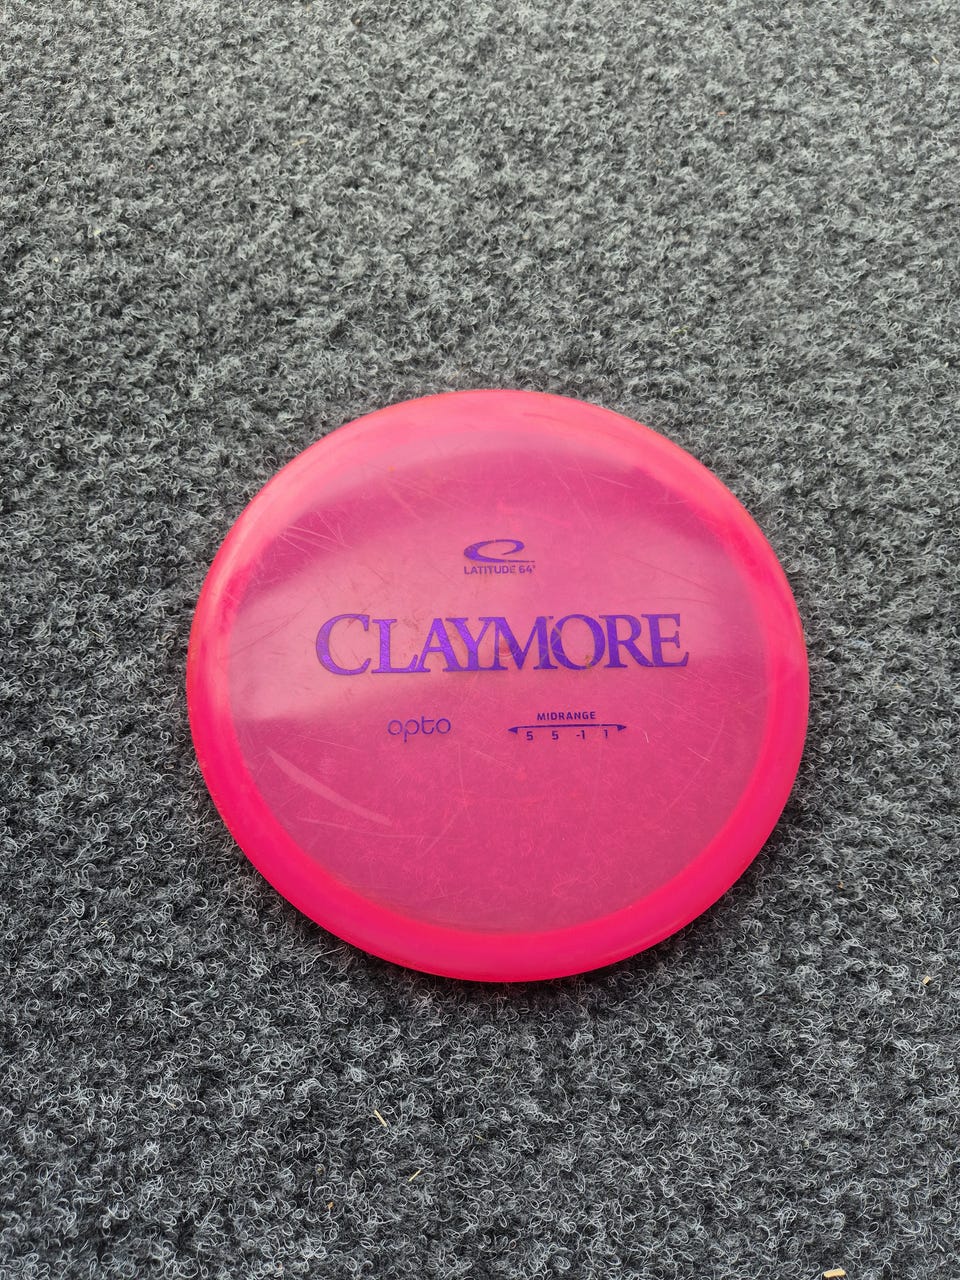 LATITUDE 64°
CLAYMORE
opto
MIDRANGE
5 5 -1 1